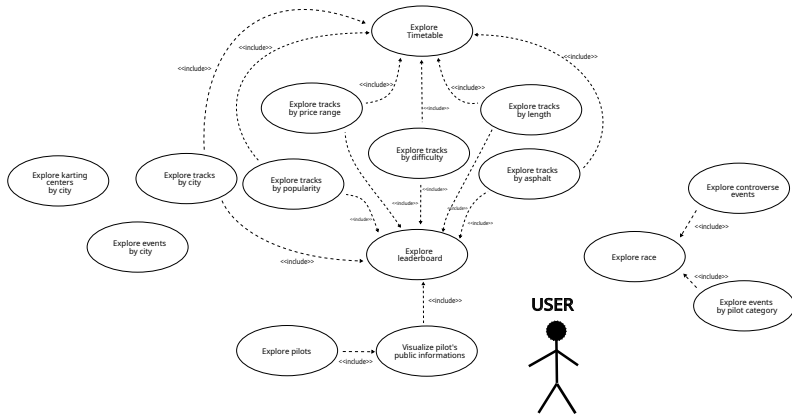 Explore
Timetable
<<include>>
<<include>>
<<include>>
<<include>>
<<include>>
<<include>>
Explore tracks
by price range
Explore tracks
by length
Explore tracks
by difficulty
Explore karting
centers
by city
Explore tracks
by city
Explore tracks
by popularity
Explore tracks
by asphalt
Explore controverse
events
<<include>>
<<include>>
<<include>>
<<include>>
<<include>>
Explore events
by city
Explore
leaderboard
Explore race
<<include>>
<<include>>
Explore events
by pilot category
<<include>>
USER
Explore pilots
<<include>>
Visualize pilot's
public informations